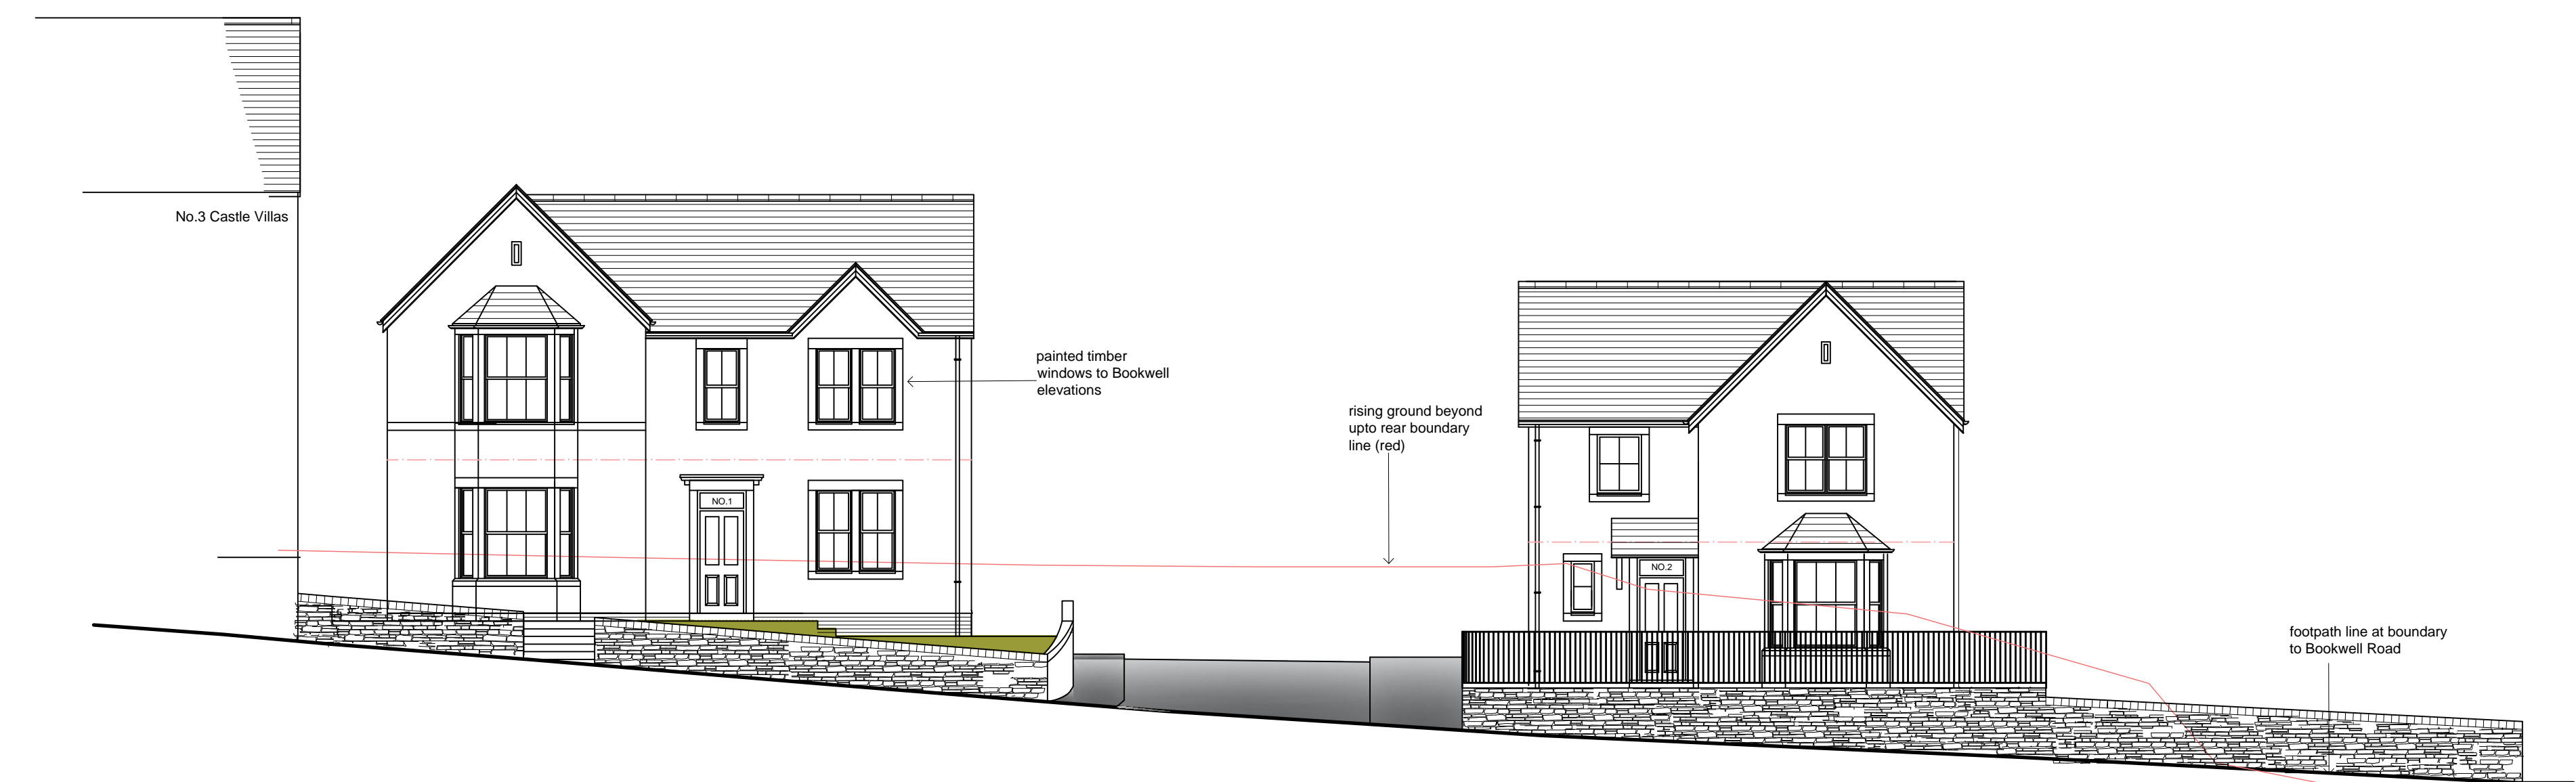 No.3 Castle Villas
painted timber
windows to Bookwell
elevations
rising ground beyond
upto rear boundary
line (red)
NO.1
NO.2
footpath line at boundary
to Bookwell Road